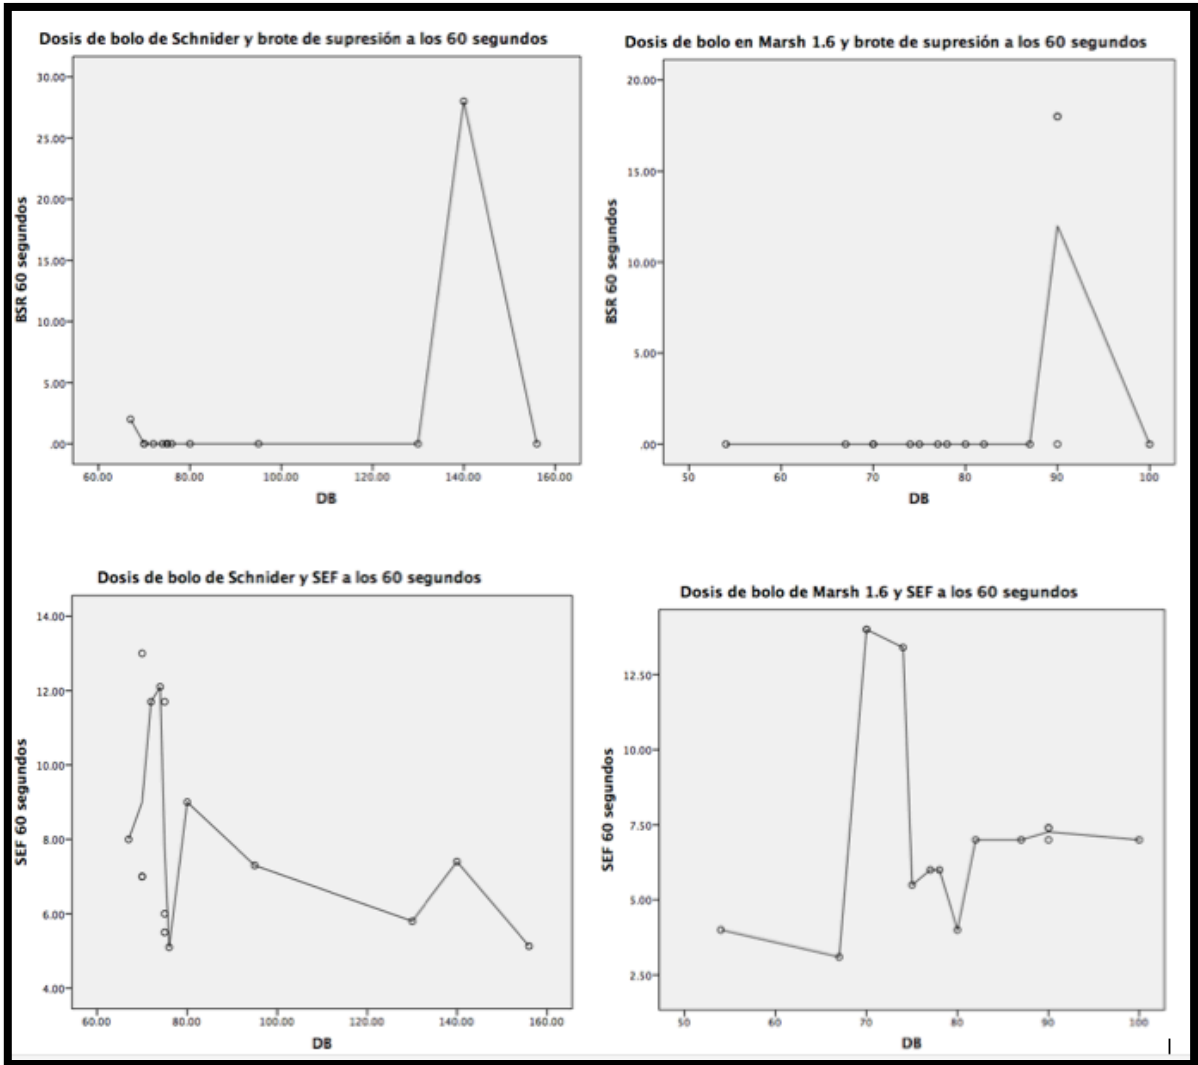 Dosis de bolo de Schnider y brote de supresión a los 60 segundos
30.00
25.00
20.00
15.00
10.00
5.00
.00
BSR 60 segundos
60.00 80.00 100.00 120.00 140.00 160.00
DB
Dosis de bolo en Marsh 1.6 y brote de supresión a los 60 segundos
20.00
15.00
10.00
5.00
.00
BSR 60 segundos
50 60 70 80 90 100
DB
Dosis de bolo de Schnider y SEF a los 60 segundos
14.00
12.00
10.00
8.00
6.00
4.00
SEF 60 segundos
60.00 80.00 100.00 120.00 140.00 160.00
DB
Dosis de bolo de Marsh 1.6 y SEF a los 60 segundos
12.50
10.00
7.50
5.00
2.50
SEF 60 segundos
50 60 70 80 90 100
DB